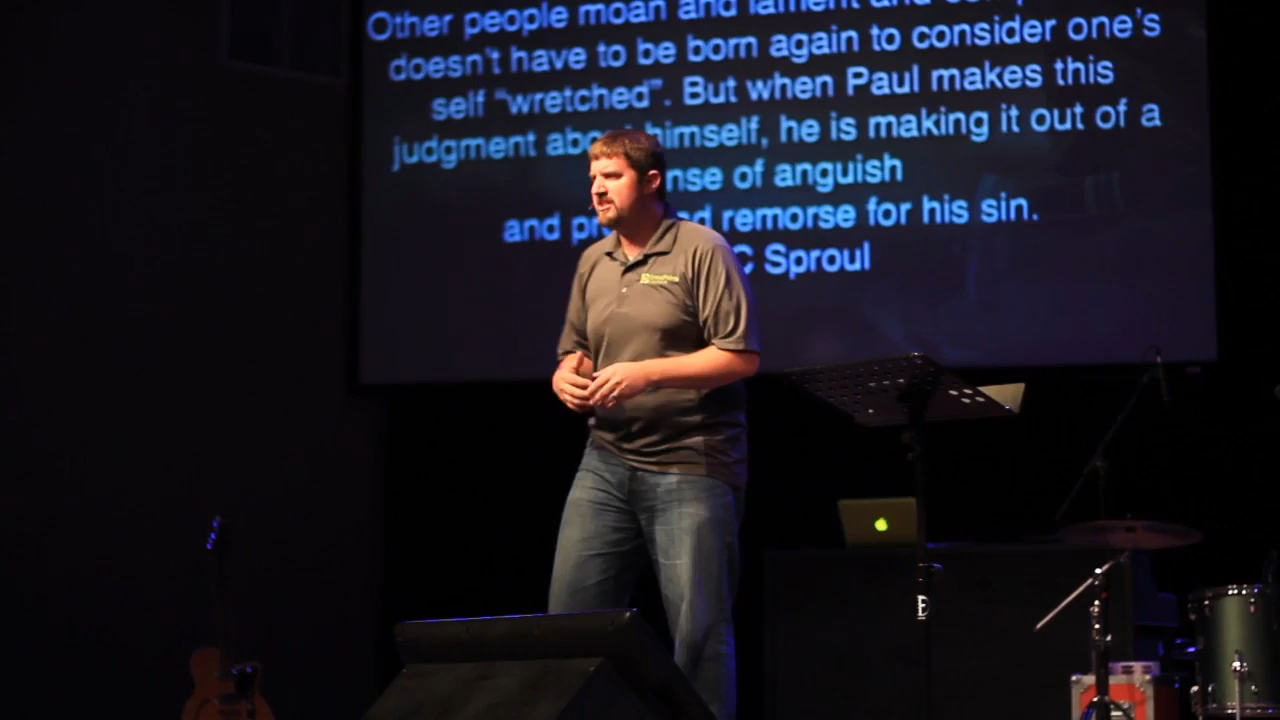 Other people moan and lament and
doesn't have to be born again to consider one's
self "wretched". But when Paul makes this
judgment himself, he is making it out of a
of anguish
and remorse for his sin.
Sproul